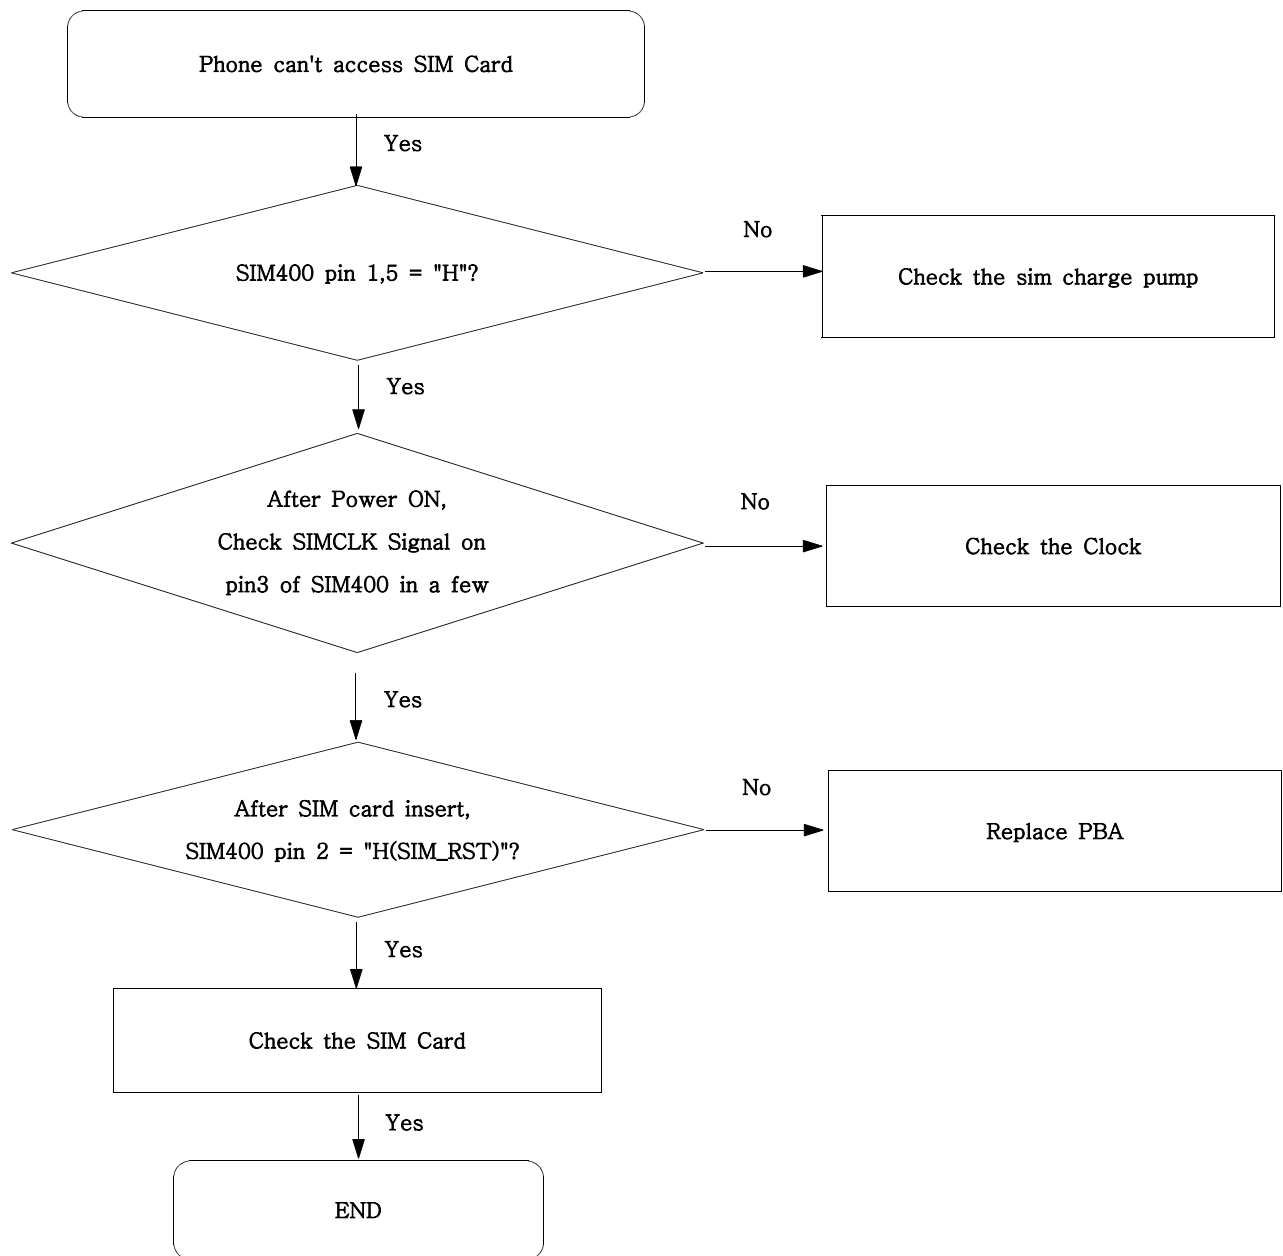 Phone can't access SIM Card
Yes
SIM400 pin 1,5 = "H"?
No
Check the sim charge pump
Yes
After Power ON,
Check SIMCLK Signal on
pin3 of SIM400 in a few
No
Check the Clock
Yes
After SIM card insert,
SIM400 pin 2 = "H(SIM_RST)"?
No
Replace PBA
Yes
Check the SIM Card
Yes
END